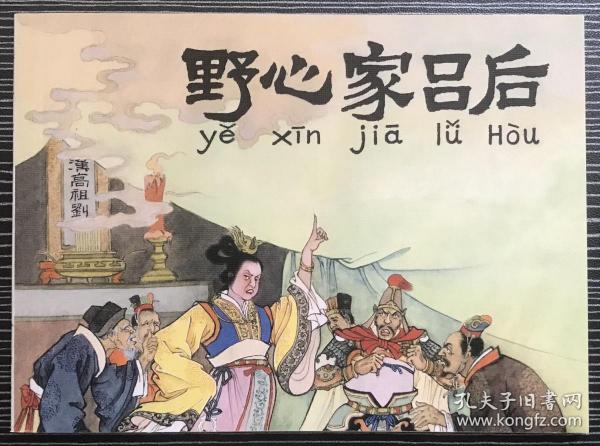 野心家吕后
yě xīn jiā lǚ Hòu
漢高祖劉
孔夫子旧書网
www.kongfz.com